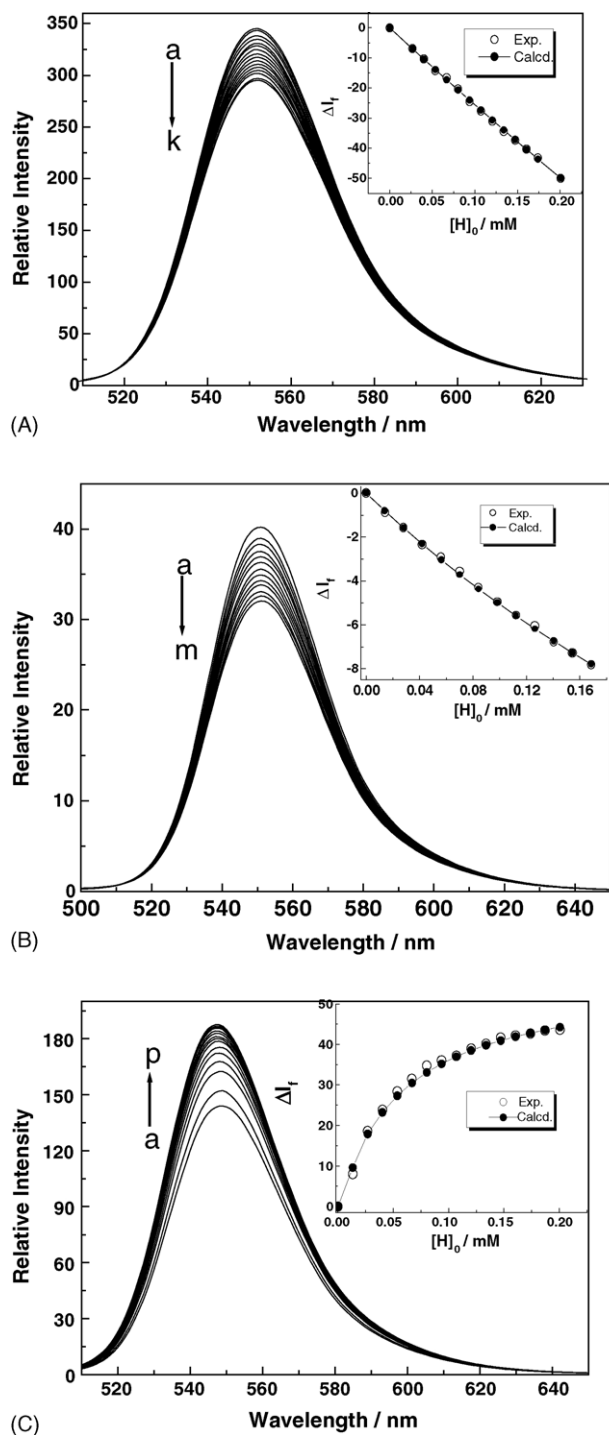 350
300
250
200
150
100
50
0
Relative Intensity
a
k
520 540 560 580 600 620
Wavelength / nm
0
-10
-20
-30
-40
-50
ΔI_f
Exp.
Calcd.
0.00 0.05 0.10 0.15 0.20
[H]₀ / mM
(A)
40
30
20
10
0
Relative Intensity
a
m
500 520 540 560 580 600 620 640
Wavelength / nm
0
-2
-4
-6
-8
ΔI_f
Exp.
Calcd.
0.00 0.04 0.08 0.12 0.16
[H]₀ / mM
(B)
180
150
120
90
60
30
0
Relative Intensity
p
a
520 540 560 580 600 620 640
Wavelength / nm
50
40
30
20
10
0
ΔI_f
Exp.
Calcd.
0.00 0.05 0.10 0.15 0.20
[H]₀ / mM
(C)